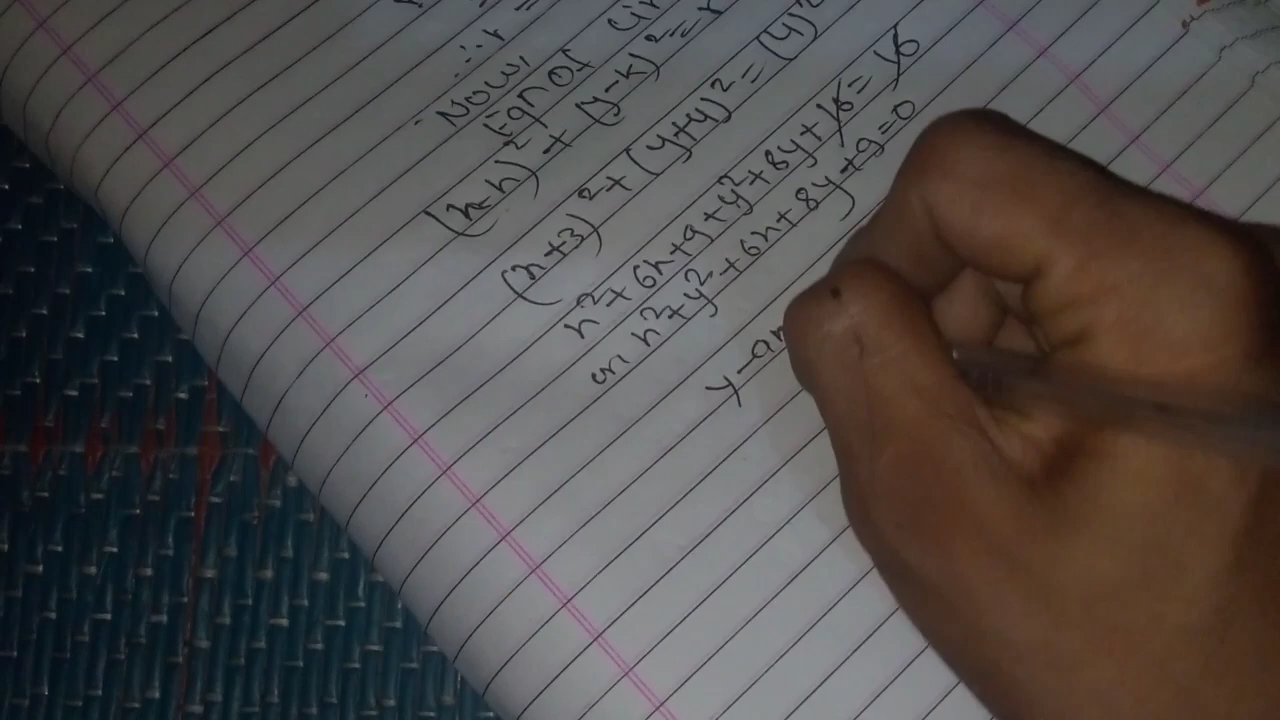 ∴ r =
Now,
Eqn of Cir
(x-h)² + (y-k)² = r
(x+3)² + (y+4)² = (4)²
x² + 6x + 9 + y² + 8y + 16 = 16
or x² + y² + 6x + 8y + 9 = 0
y-ax